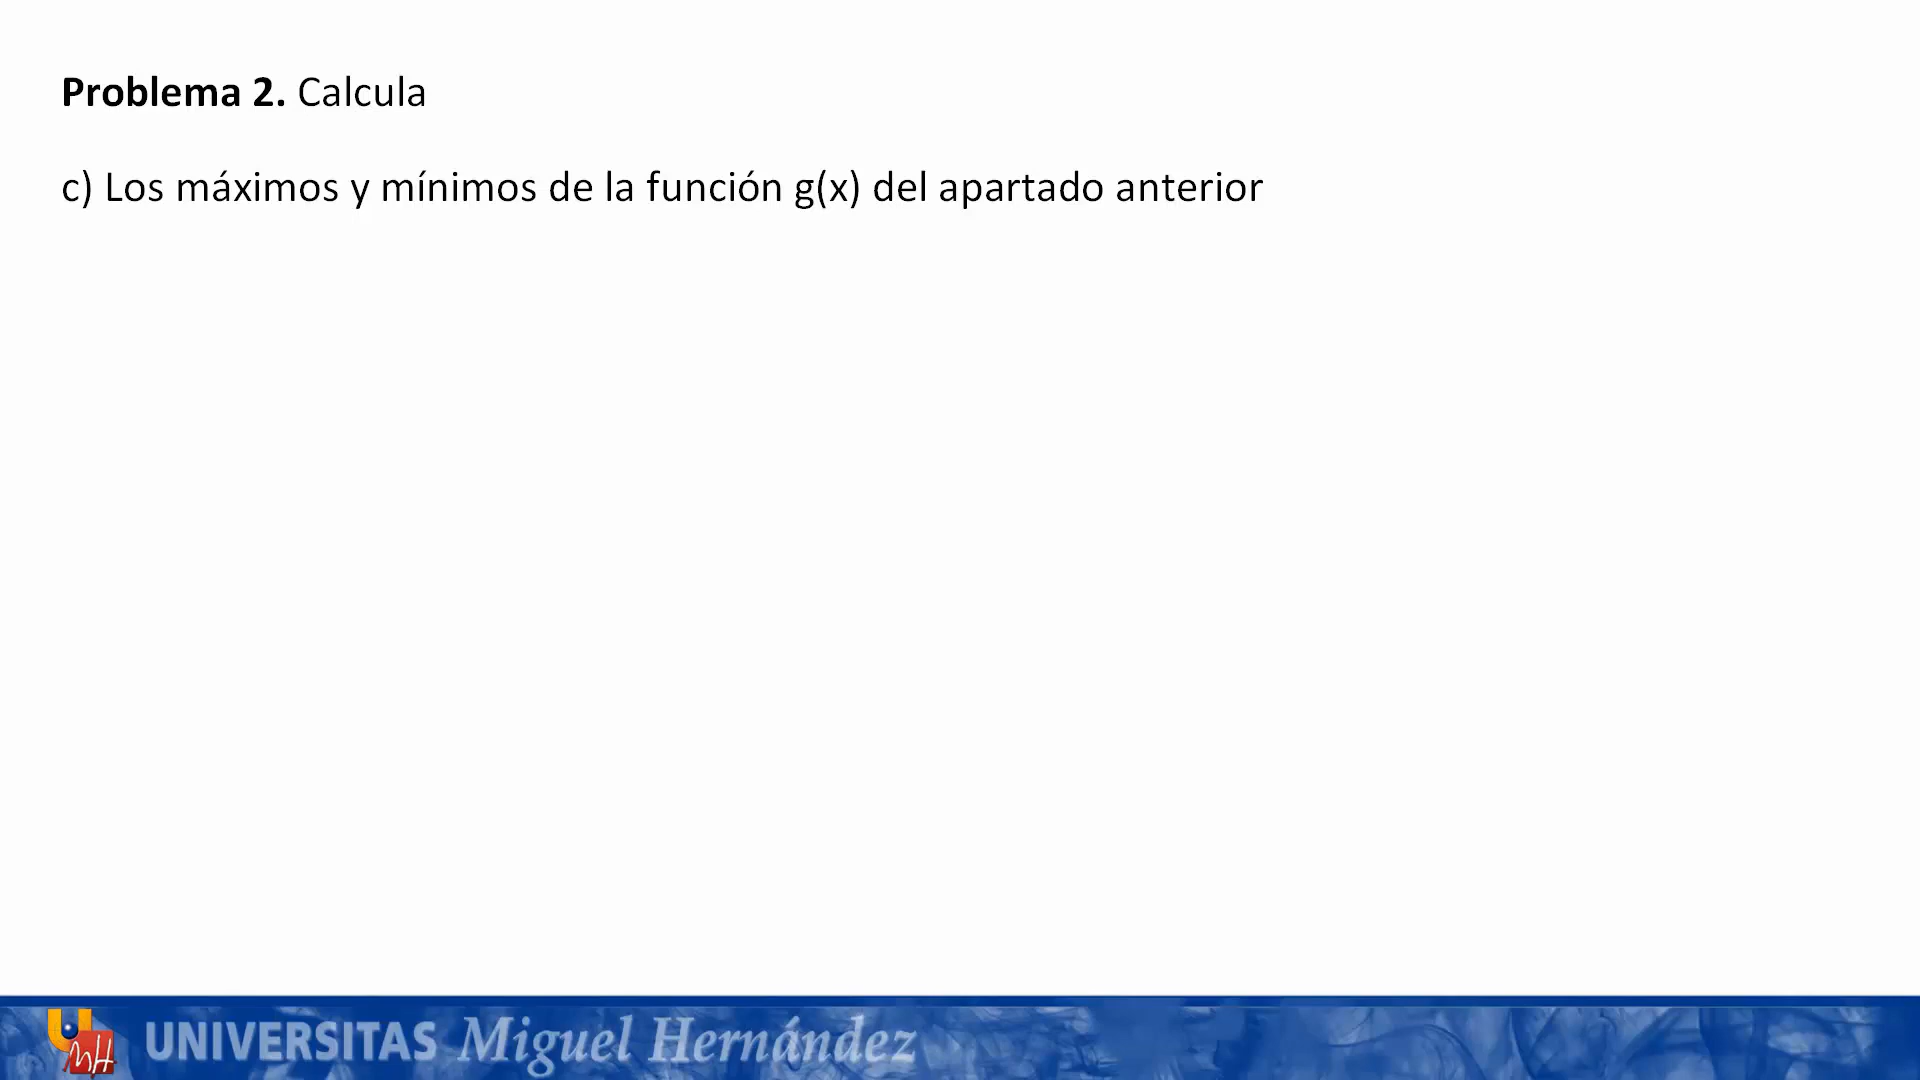 Problema 2. Calcula
c) Los máximos y mínimos de la función g(x) del apartado anterior
UNIVERSITAS Miguel Hernández